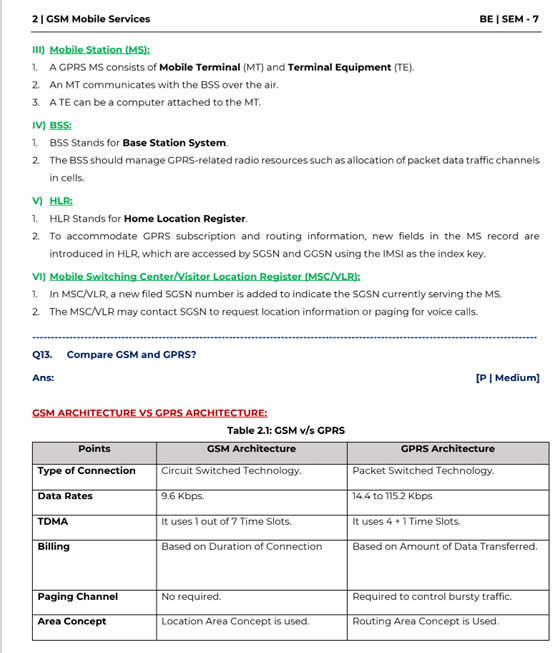 2 | GSM Mobile Services BE | SEM - 7
III) Mobile Station (MS):
1. A GPRS MS consists of Mobile Terminal (MT) and Terminal Equipment (TE).
2. An MT communicates with the BSS over the air.
3. A TE can be a computer attached to the MT.
IV) BSS:
1. BSS Stands for Base Station System.
2. The BSS should manage GPRS-related radio resources such as allocation of packet data traffic channels
in cells.
V) HLR:
1. HLR Stands for Home Location Register.
2. To accommodate GPRS subscription and routing information, new fields in the MS record are
introduced in HLR, which are accessed by SGSN and GGSN using the IMSI as the index key.
VI) Mobile Switching Center/Visitor Location Register (MSC/VLR):
1. In MSC/VLR, a new filed SGSN number is added to indicate the SGSN currently serving the MS.
2. The MSC/VLR may contact SGSN to request location information or paging for voice calls.
Q13. Compare GSM and GPRS?
Ans: [P | Medium]
GSM ARCHITECTURE VS GPRS ARCHITECTURE:
Table 2.1: GSM v/s GPRS
Points GSM Architecture GPRS Architecture
Type of Connection Circuit Switched Technology. Packet Switched Technology.
Data Rates 9.6 Kbps. 14.4 to 115.2 Kbps
TDMA It uses 1 out of 7 Time Slots. It uses 4 + 1 Time Slots.
Billing Based on Duration of Connection Based on Amount of Data Transferred.
Paging Channel No required. Required to control bursty traffic.
Area Concept Location Area Concept is used. Routing Area Concept is Used.